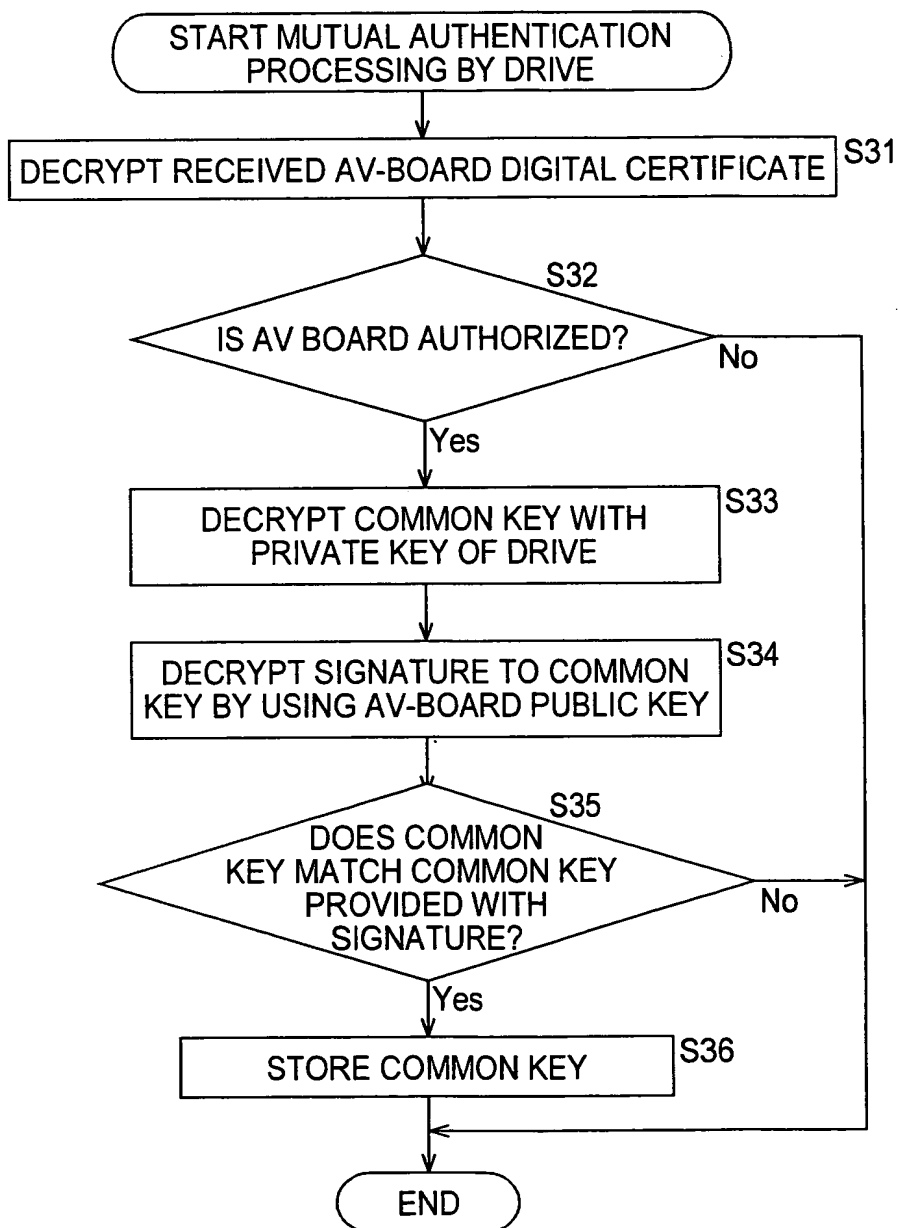 START MUTUAL AUTHENTICATION
PROCESSING BY DRIVE
DECRYPT RECEIVED AV-BOARD DIGITAL CERTIFICATE
S31
S32
IS AV BOARD AUTHORIZED?
No
Yes
S33
DECRYPT COMMON KEY WITH
PRIVATE KEY OF DRIVE
S34
DECRYPT SIGNATURE TO COMMON
KEY BY USING AV-BOARD PUBLIC KEY
S35
DOES COMMON
KEY MATCH COMMON KEY
PROVIDED WITH
SIGNATURE?
No
Yes
S36
STORE COMMON KEY
END